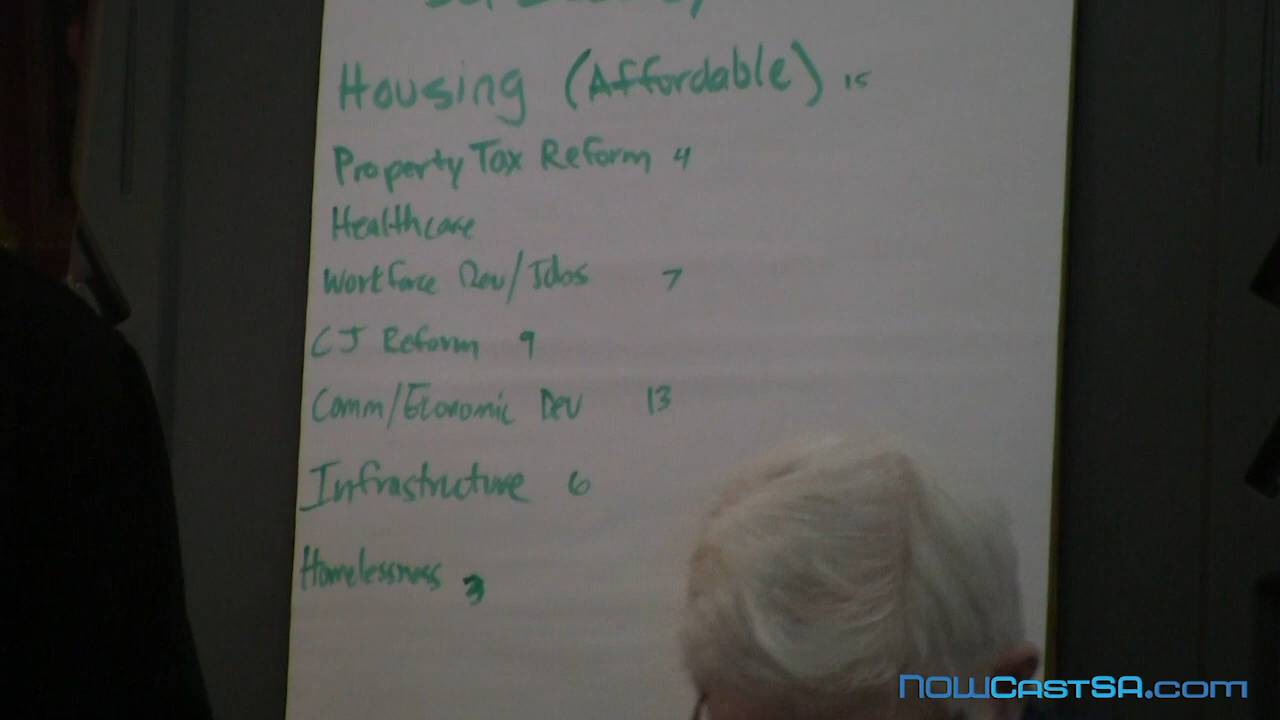 Housing (Affordable) 15
Property Tax Reform 4
Healthcare
Workforce Dev/Jobs 7
CJ Reform 9
Comm/Economic Dev 13
Infrastructure 6
Homelessness 3
NOWCASTSA.com